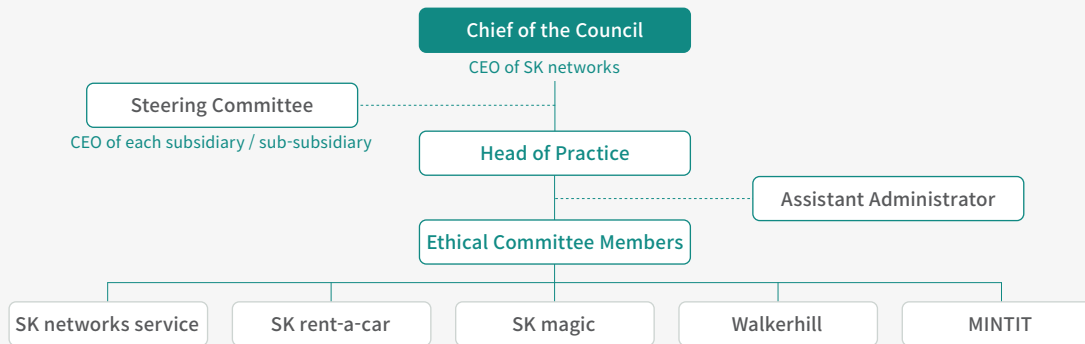 Chief of the Council
CEO of SK networks
Steering Committee
CEO of each subsidiary / sub-subsidiary
Head of Practice
Assistant Administrator
Ethical Committee Members
SK networks service
SK rent-a-car
SK magic
Walkerhill
MINTIT